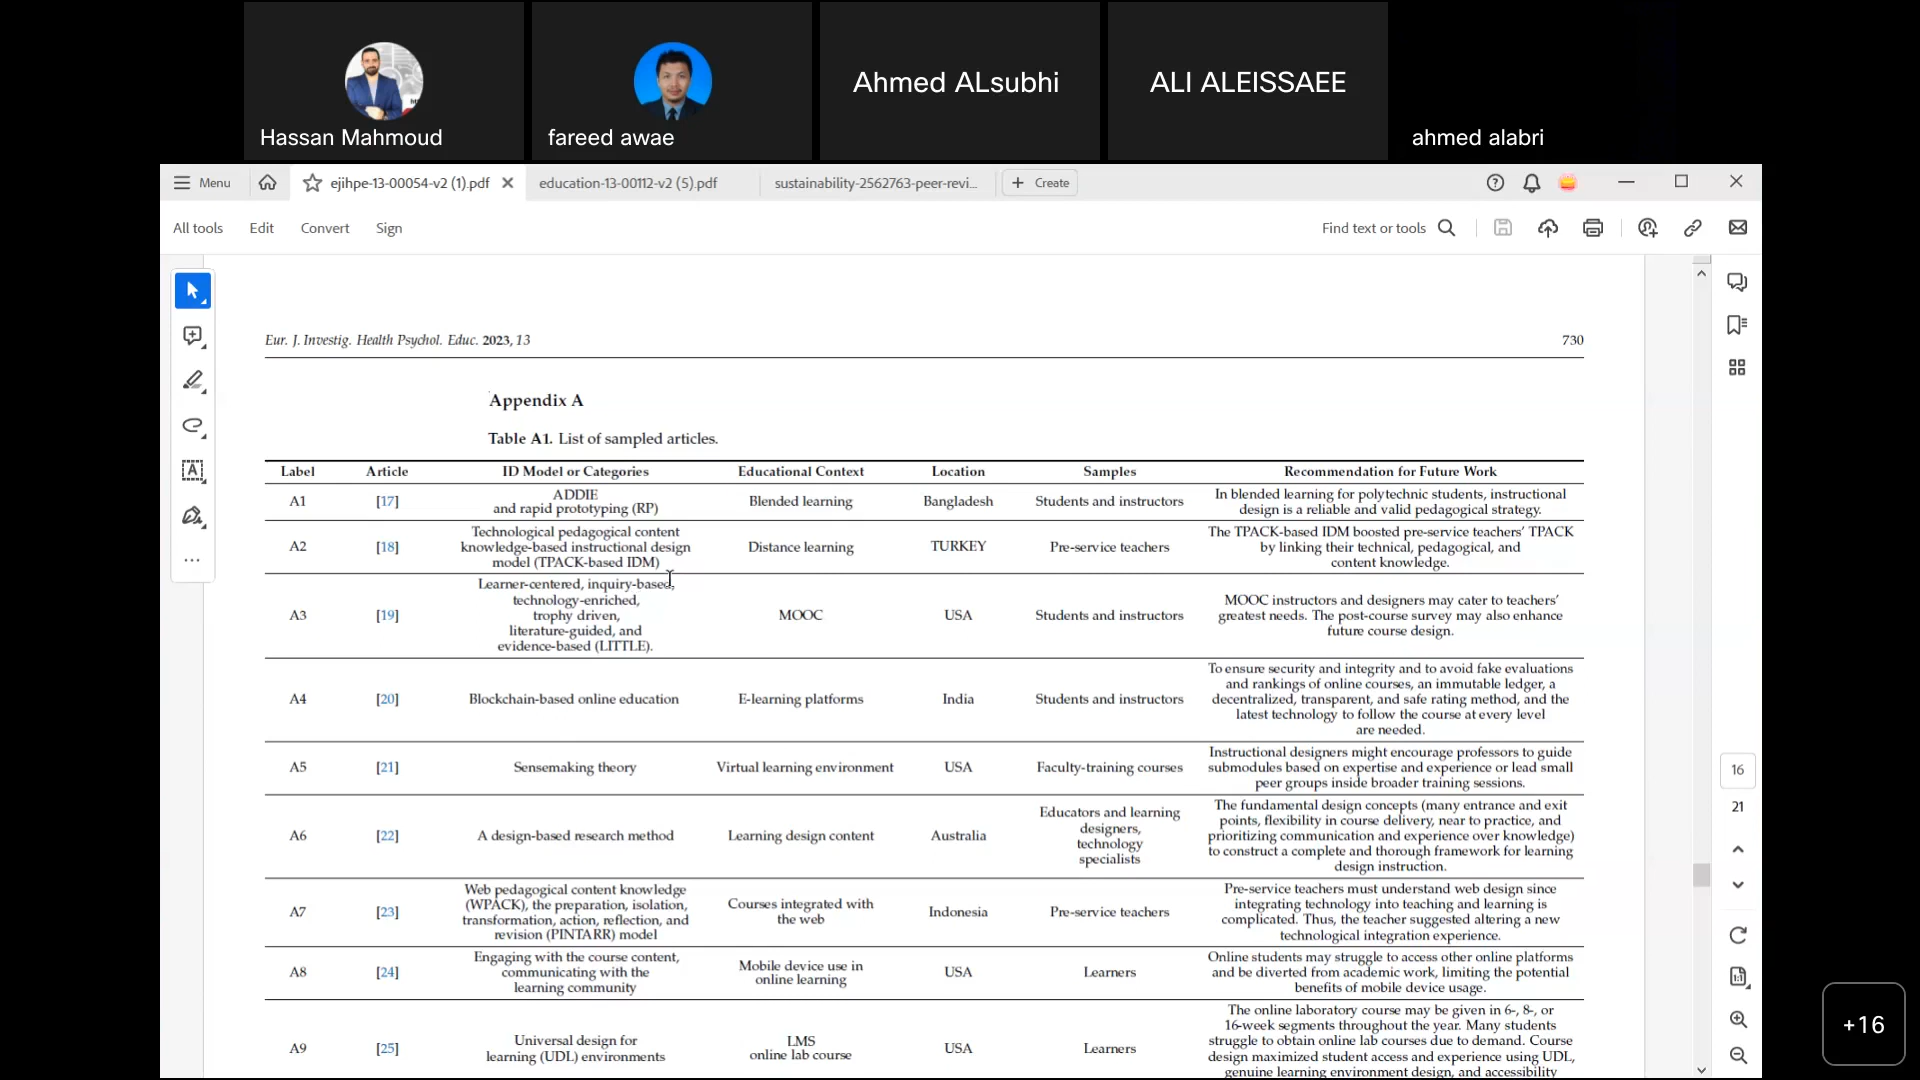 Hassan Mahmoud
fareed awae
Ahmed ALsubhi
ALI ALEISSAEE
ahmed alabri
Menu
ejihpe-13-00054-v2 (1).pdf
education-13-00112-v2 (5).pdf
sustainability-2562763-peer-revi...
+ Create
All tools
Edit
Convert
Sign
Find text or tools
Eur. J. Investig. Health Psychol. Educ. 2023, 13
730
Appendix A
Table A1. List of sampled articles.
Label Article ID Model or Categories Educational Context Location Samples Recommendation for Future Work
A1
[17]
ADDIE
and rapid prototyping (RP)
Blended learning
Bangladesh
Students and instructors
In blended learning for polytechnic students, instructional
design is a reliable and valid pedagogical strategy.
A2
[18]
Technological pedagogical content
knowledge-based instructional design
model (TPACK-based IDM)
Distance learning
TURKEY
Pre-service teachers
The TPACK-based IDM boosted pre-service teachers' TPACK
by linking their technical, pedagogical, and
content knowledge.
A3
[19]
Learner-centered, inquiry-based,
technology-enriched,
trophy driven,
literature-guided, and
evidence-based (LITTLE).
MOOC
USA
Students and instructors
MOOC instructors and designers may cater to teachers'
greatest needs. The post-course survey may also enhance
future course design.
A4
[20]
Blockchain-based online education
E-learning platforms
India
Students and instructors
To ensure security and integrity and to avoid fake evaluations
and rankings of online courses, an immutable ledger, a
decentralized, transparent, and safe rating method, and the
latest technology to follow the course at every level
are needed.
A5
[21]
Sensemaking theory
Virtual learning environment
USA
Faculty-training courses
Instructional designers might encourage professors to guide
submodules based on expertise and experience or lead small
peer groups inside broader training sessions.
A6
[22]
A design-based research method
Learning design content
Australia
Educators and learning
designers,
technology
specialists
The fundamental design concepts (many entrance and exit
points, flexibility in course delivery, near to practice, and
prioritizing communication and experience over knowledge)
to construct a complete and thorough framework for learning
design instruction.
A7
[23]
Web pedagogical content knowledge
(WPACK), the preparation, isolation,
transformation, action, reflection, and
revision (PINTARR) model
Courses integrated with
the web
Indonesia
Pre-service teachers
Pre-service teachers must understand web design since
integrating technology into teaching and learning is
complicated. Thus, the teacher suggested altering a new
technological integration experience.
A8
[24]
Engaging with the course content,
communicating with the
learning community
Mobile device use in
online learning
USA
Learners
Online students may struggle to access other online platforms
and be diverted from academic work, limiting the potential
benefits of mobile device usage.
A9
[25]
Universal design for
learning (UDL) environments
LMS
online lab course
USA
Learners
The online laboratory course may be given in 6-, 8-, or
16-week segments throughout the year. Many students
struggle to obtain online lab courses due to demand. Course
design maximized student access and experience using UDL,
genuine learning environment design, and accessibility
16
21
+16